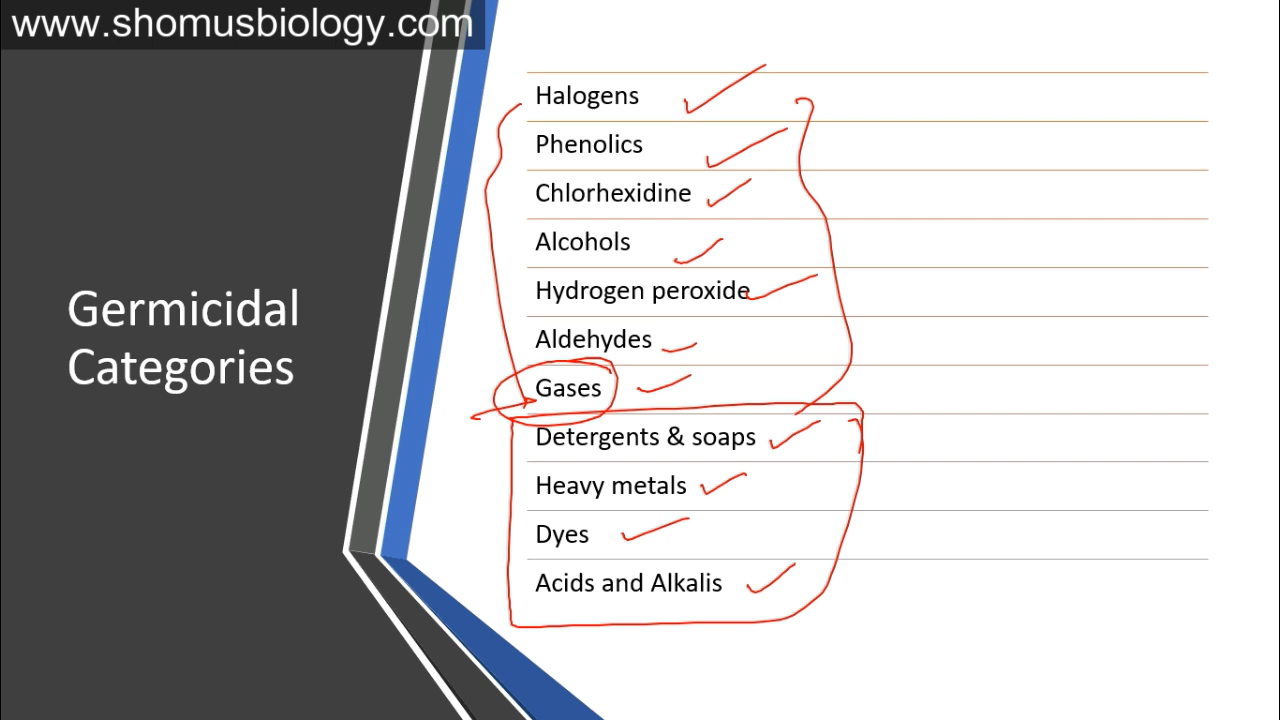 www.shomusbiology.com
Germicidal
Categories
Halogens
Phenolics
Chlorhexidine
Alcohols
Hydrogen peroxide
Aldehydes
Gases
Detergents & soaps
Heavy metals
Dyes
Acids and Alkalis